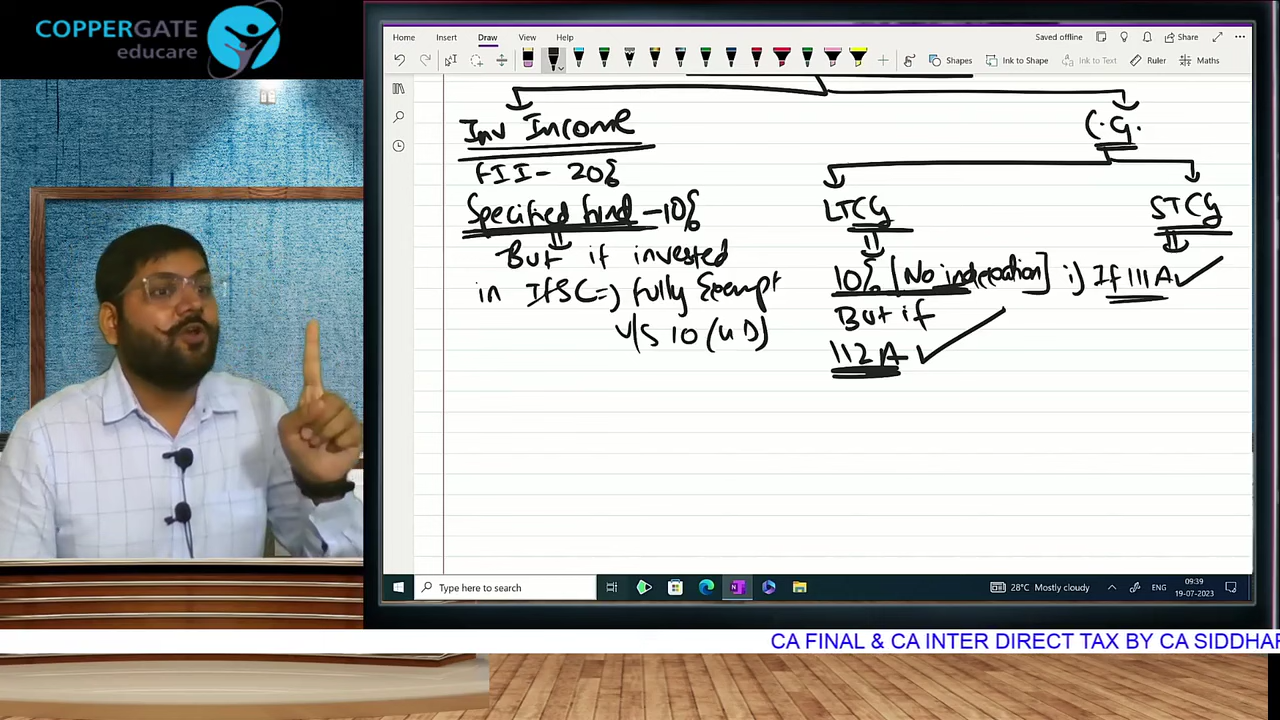 COPPERGATE
educare
Home Insert Draw View Help
Saved offline
Share
Shapes
Ink to Shape
Ink to Text
Ruler
Maths
Inv Income
FII - 20%
Specified fund - 10%
But if invested
in IFSC => fully Exempt
U/S 10 (4D)
C.G.
LTCG
10% [No indexation]
But if
112A
STCG
i) If 111A
Type here to search
28°C Mostly cloudy
ENG
09:39
19-07-2023
CA FINAL & CA INTER DIRECT TAX BY CA SIDDHAR